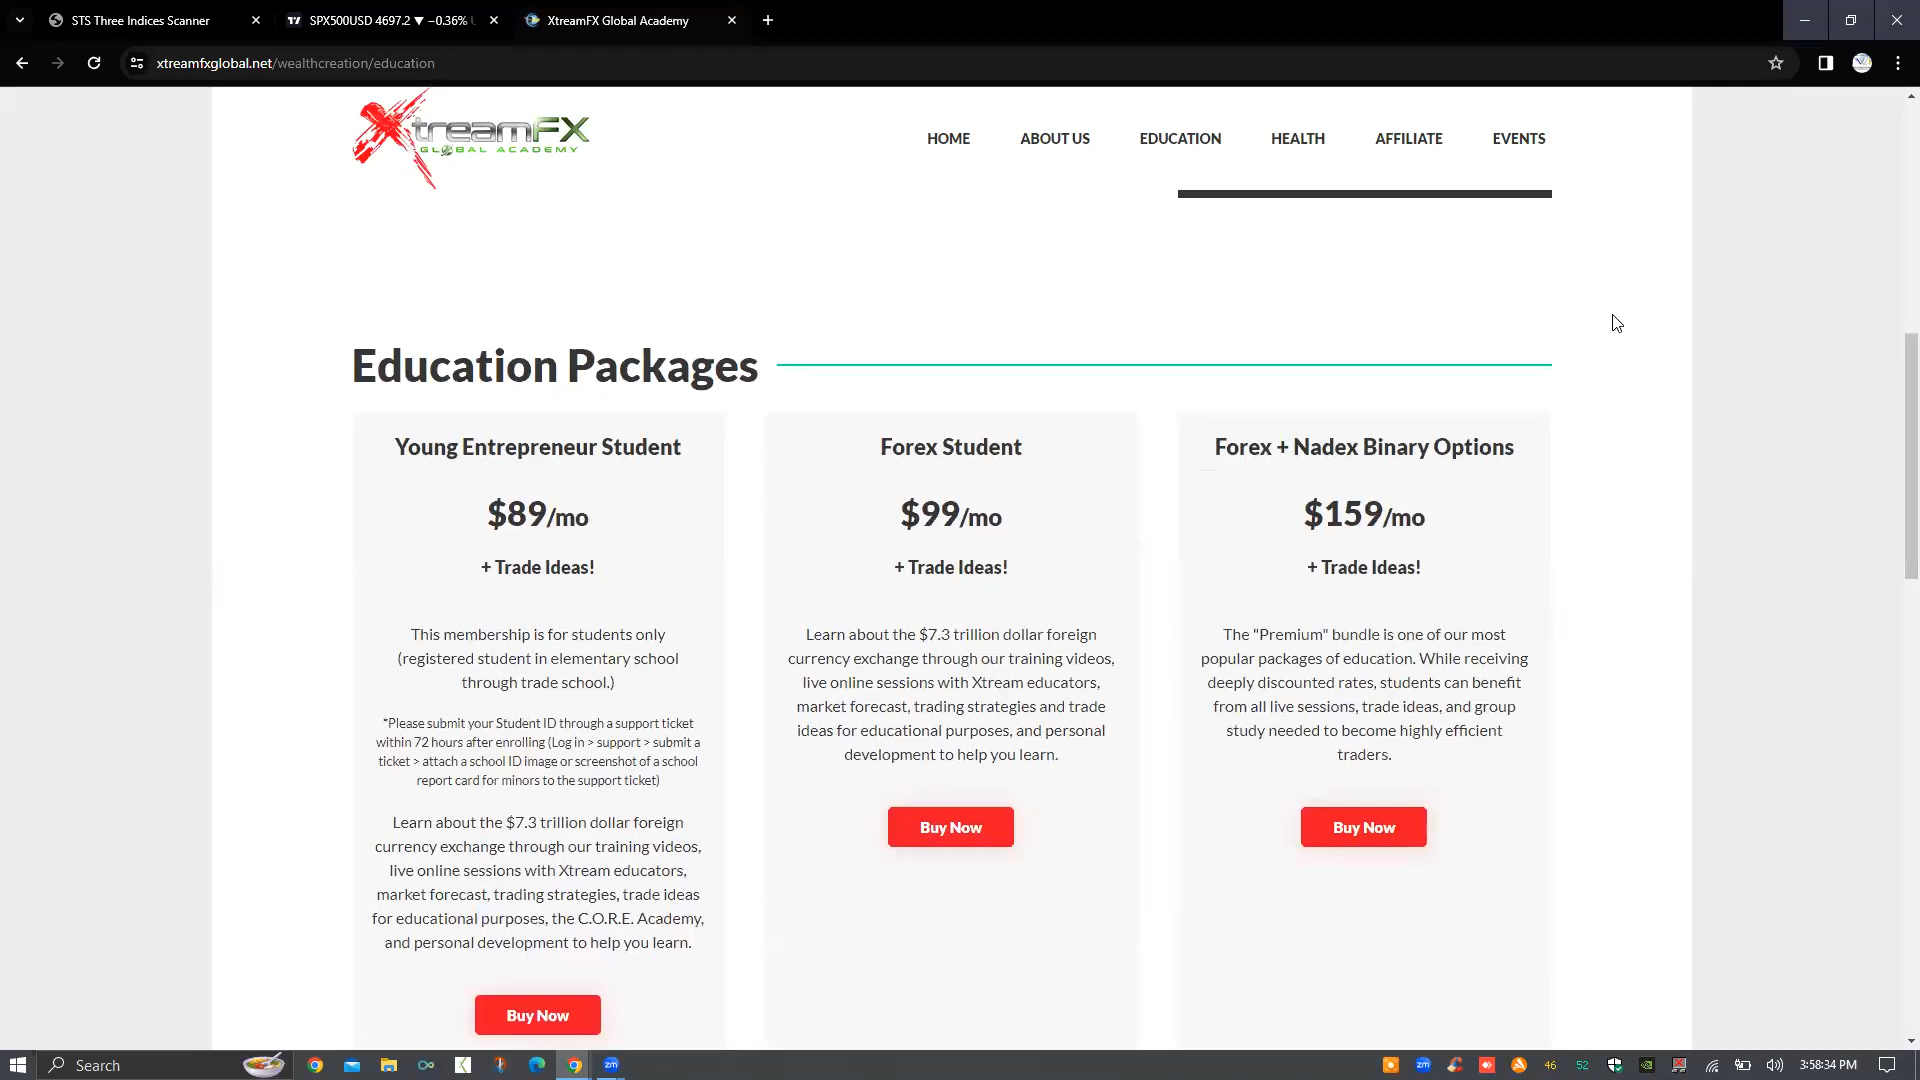 STS Three Indices Scanner
SPX500USD 4697.2 ▼ −0.36%
XtreamFX Global Academy
xtreamfxglobal.net/wealthcreation/education
XtreamFX
GLOBAL ACADEMY
HOME
ABOUT US
EDUCATION
HEALTH
AFFILIATE
EVENTS
Education Packages
Young Entrepreneur Student
$89/mo
+ Trade Ideas!
This membership is for students only
(registered student in elementary school
through trade school.)
*Please submit your Student ID through a support ticket
within 72 hours after enrolling (Log in > support > submit a
ticket > attach a school ID image or screenshot of a school
report card for minors to the support ticket)
Learn about the $7.3 trillion dollar foreign
currency exchange through our training videos,
live online sessions with Xtream educators,
market forecast, trading strategies, trade ideas
for educational purposes, the C.O.R.E. Academy,
and personal development to help you learn.
Buy Now
Forex Student
$99/mo
+ Trade Ideas!
Learn about the $7.3 trillion dollar foreign
currency exchange through our training videos,
live online sessions with Xtream educators,
market forecast, trading strategies and trade
ideas for educational purposes, and personal
development to help you learn.
Buy Now
Forex + Nadex Binary Options
$159/mo
+ Trade Ideas!
The "Premium" bundle is one of our most
popular packages of education. While receiving
deeply discounted rates, students can benefit
from all live sessions, trade ideas, and group
study needed to become highly efficient
traders.
Buy Now
Search
zm
zm
46
52
3:58:34 PM